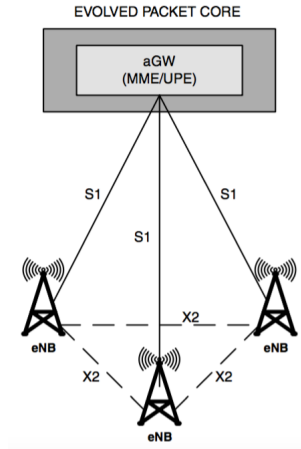 EVOLVED PACKET CORE
aGW
(MME/UPE)
S1
S1
S1
X2
eNB
eNB
X2
X2
eNB